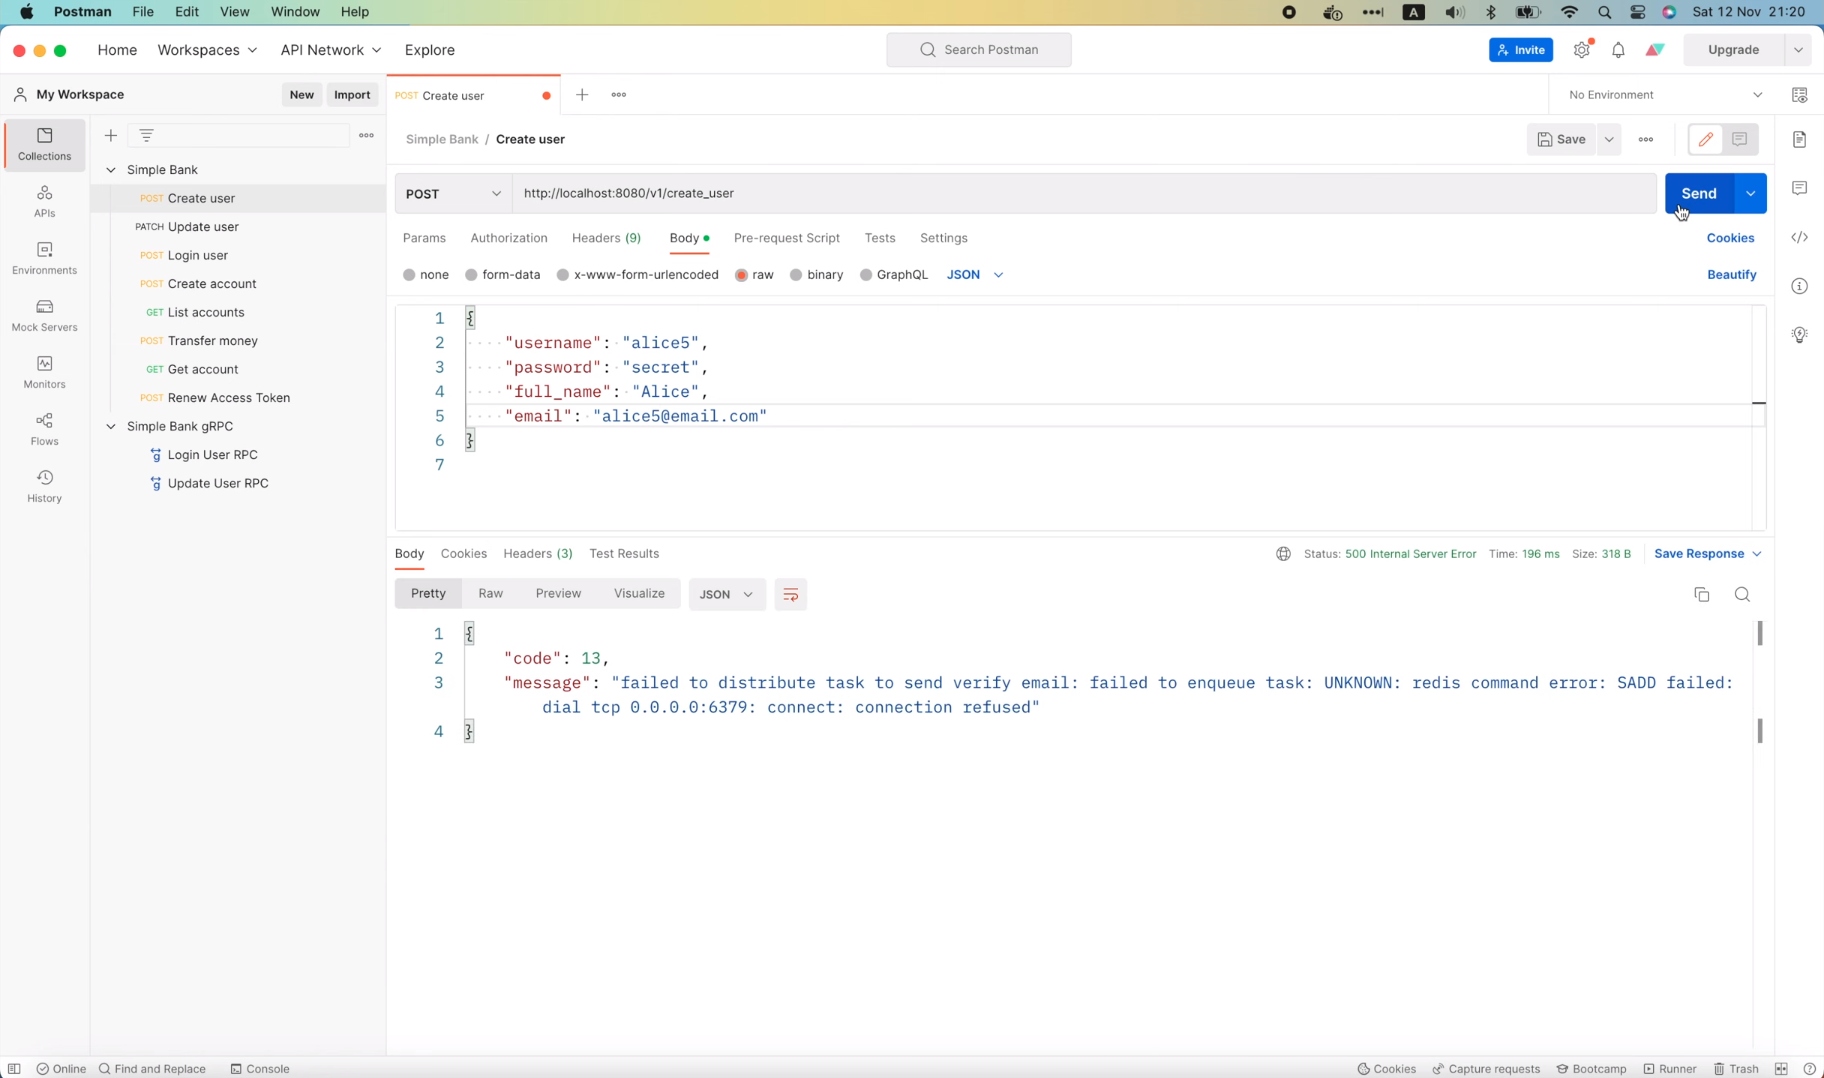 Postman File Edit View Window Help A Sat 12 Nov 21:20
Home Workspaces API Network Explore Search Postman Invite Upgrade
My Workspace New Import POST Create user No Environment
Collections
APIs
Environments
Mock Servers
Monitors
Flows
History
Simple Bank
POST Create user
PATCH Update user
POST Login user
POST Create account
GET List accounts
POST Transfer money
GET Get account
POST Renew Access Token
Simple Bank gRPC
Login User RPC
Update User RPC
Simple Bank / Create user Save
POST http://localhost:8080/v1/create_user Send
Params Authorization Headers (9) Body Pre-request Script Tests Settings Cookies
none form-data x-www-form-urlencoded raw binary GraphQL JSON Beautify
1 {
2 "username": "alice5",
3 "password": "secret",
4 "full_name": "Alice",
5 "email": "alice5@email.com"
6 }
7
Body Cookies Headers (3) Test Results Status: 500 Internal Server Error Time: 196 ms Size: 318 B Save Response
Pretty Raw Preview Visualize JSON
1 {
2 "code": 13,
3 "message": "failed to distribute task to send verify email: failed to enqueue task: UNKNOWN: redis command error: SADD failed:
dial tcp 0.0.0.0:6379: connect: connection refused"
4 }
Online Find and Replace Console Cookies Capture requests Bootcamp Runner Trash